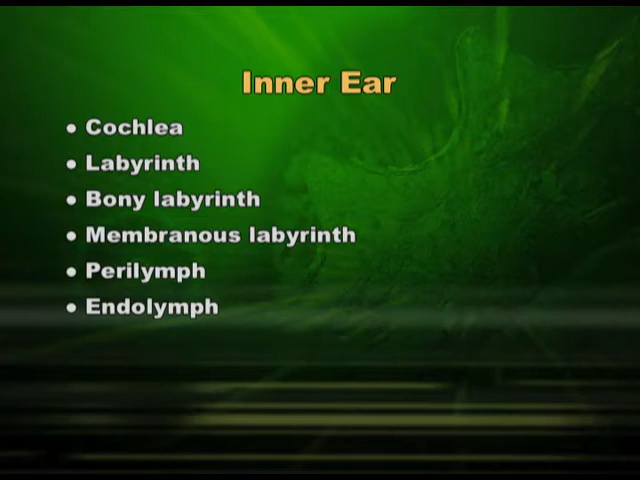 Inner Ear
• Cochlea
• Labyrinth
• Bony labyrinth
• Membranous labyrinth
• Perilymph
• Endolymph